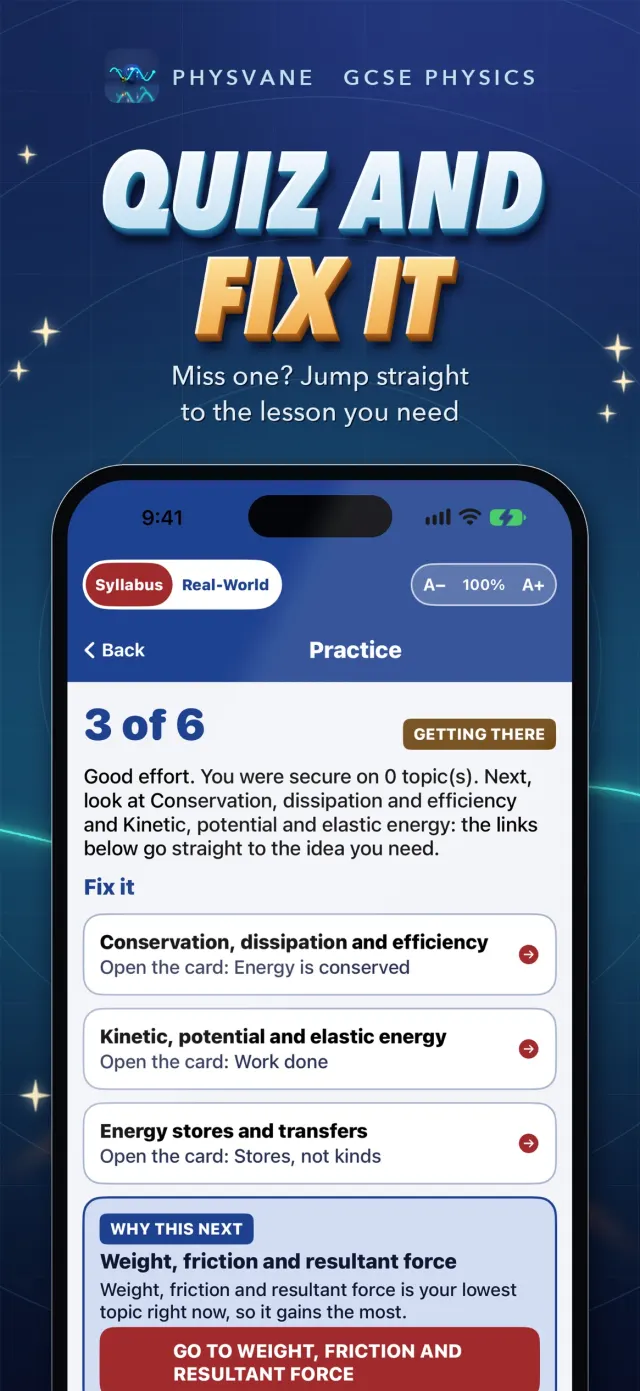 PHYSVANE GCSE PHYSICS
QUIZ AND
FIX IT
Miss one? Jump straight
to the lesson you need
9:41
Syllabus Real-World
A− 100% A+
Back
Practice
3 of 6
GETTING THERE
Good effort. You were secure on 0 topic(s). Next,
look at Conservation, dissipation and efficiency
and Kinetic, potential and elastic energy: the links
below go straight to the idea you need.
Fix it
Conservation, dissipation and efficiency
Open the card: Energy is conserved
Kinetic, potential and elastic energy
Open the card: Work done
Energy stores and transfers
Open the card: Stores, not kinds
WHY THIS NEXT
Weight, friction and resultant force
Weight, friction and resultant force is your lowest
topic right now, so it gains the most.
GO TO WEIGHT, FRICTION AND
RESULTANT FORCE